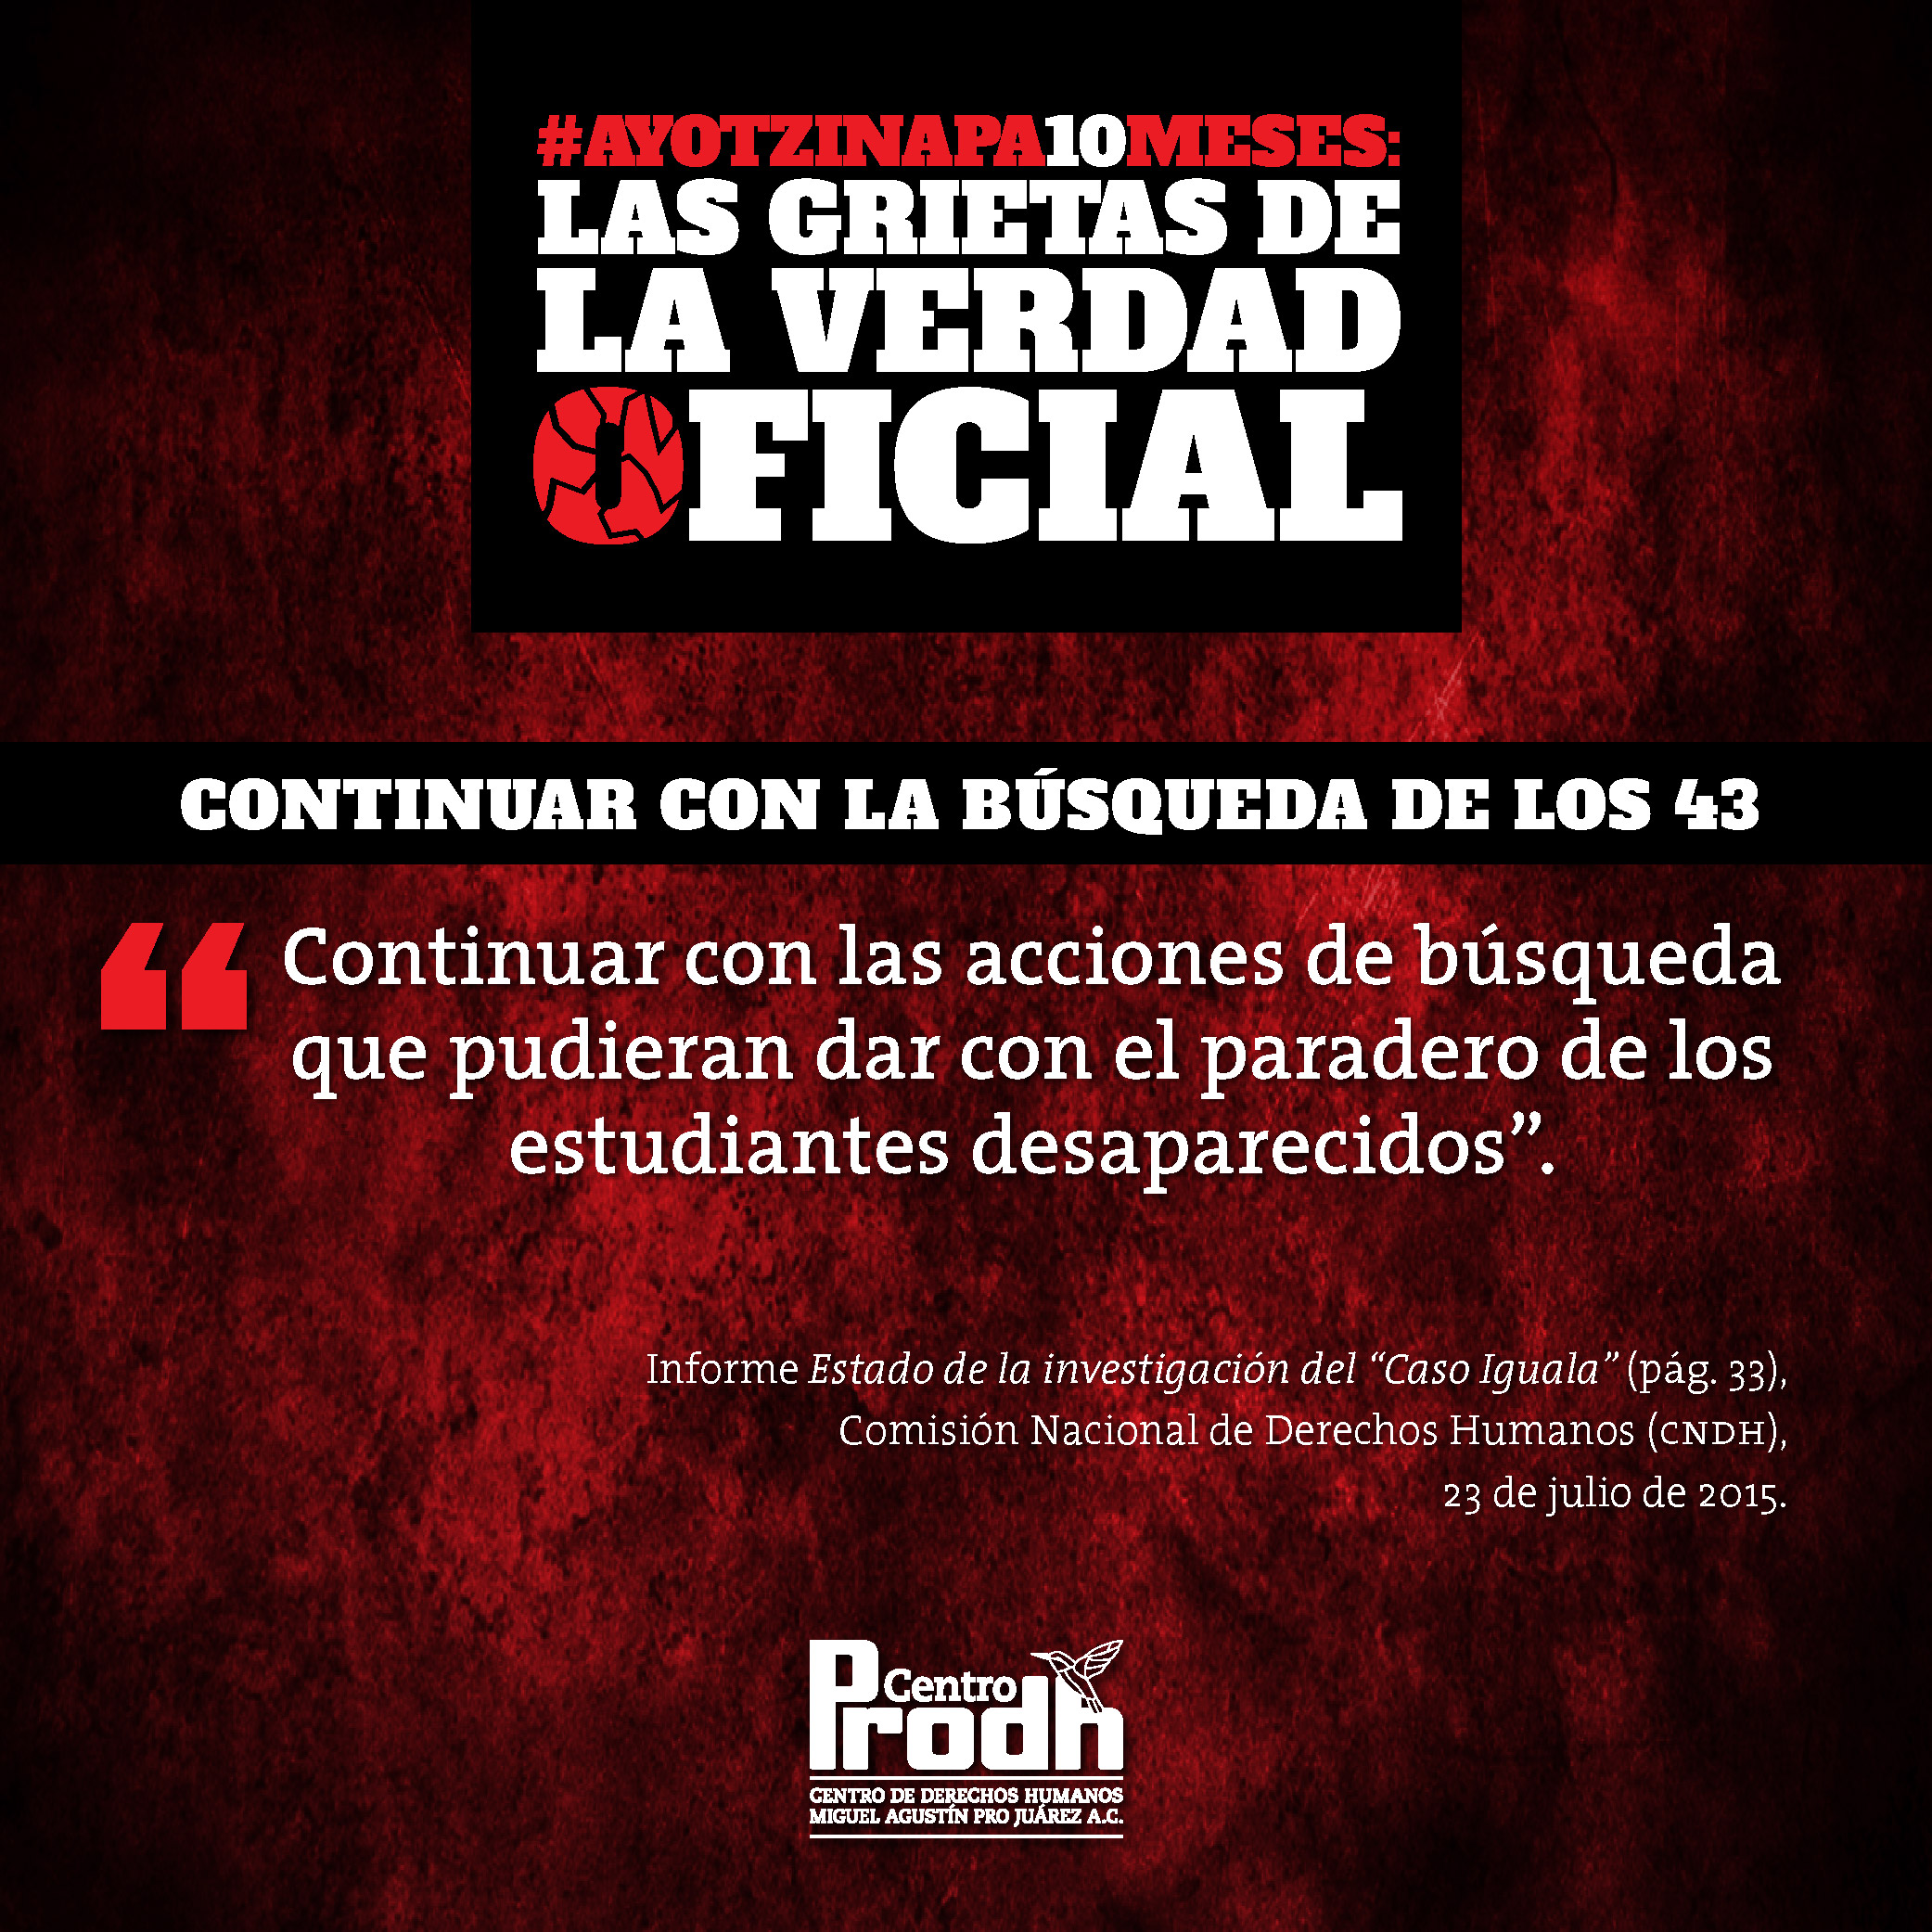 #AYOTZINAPA10MESES:
LAS GRIETAS DE
LA VERDAD
OFICIAL
CONTINUAR CON LA BÚSQUEDA DE LOS 43
“Continuar con las acciones de búsqueda
que pudieran dar con el paradero de los
estudiantes desaparecidos”.
Informe Estado de la investigación del “Caso Iguala” (pág. 33),
Comisión Nacional de Derechos Humanos (CNDH),
23 de julio de 2015.
Centro
Prodh
CENTRO DE DERECHOS HUMANOS
MIGUEL AGUSTÍN PRO JUÁREZ A.C.